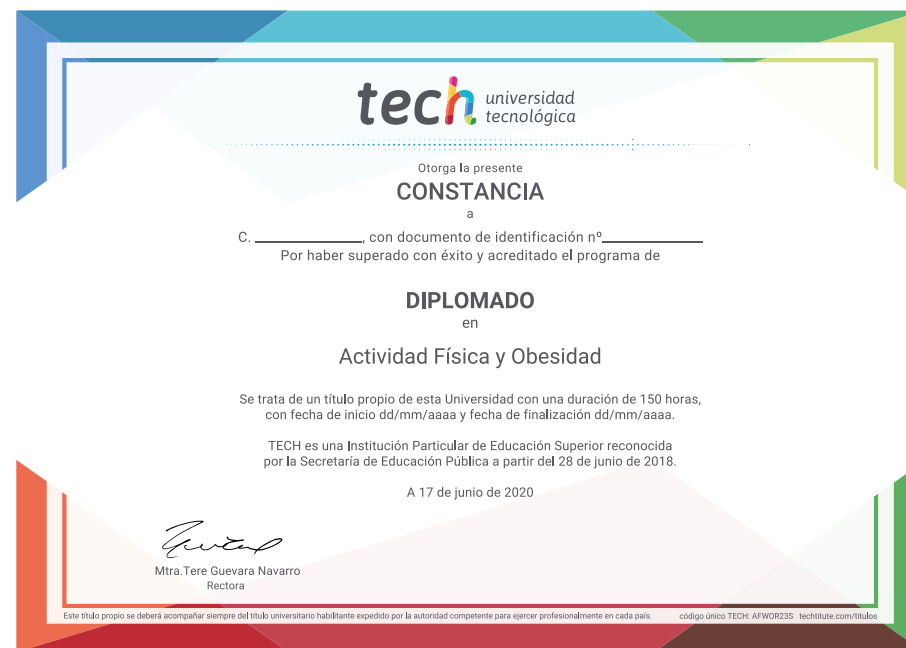 tech universidad
tecnológica
Otorga la presente
CONSTANCIA
a
C. ______________, con documento de identificación nº_____________
Por haber superado con éxito y acreditado el programa de
DIPLOMADO
en
Actividad Física y Obesidad
Se trata de un título propio de esta Universidad con una duración de 150 horas,
con fecha de inicio dd/mm/aaaa y fecha de finalización dd/mm/aaaa.
TECH es una Institución Particular de Educación Superior reconocida
por la Secretaría de Educación Pública a partir del 28 de junio de 2018.
A 17 de junio de 2020
Mtra.Tere Guevara Navarro
Rectora
Este título propio se deberá acompañar siempre del título universitario habilitante expedido por la autoridad competente para ejercer profesionalmente en cada país. código único TECH: AFWOR23S techtitute.com/titulos